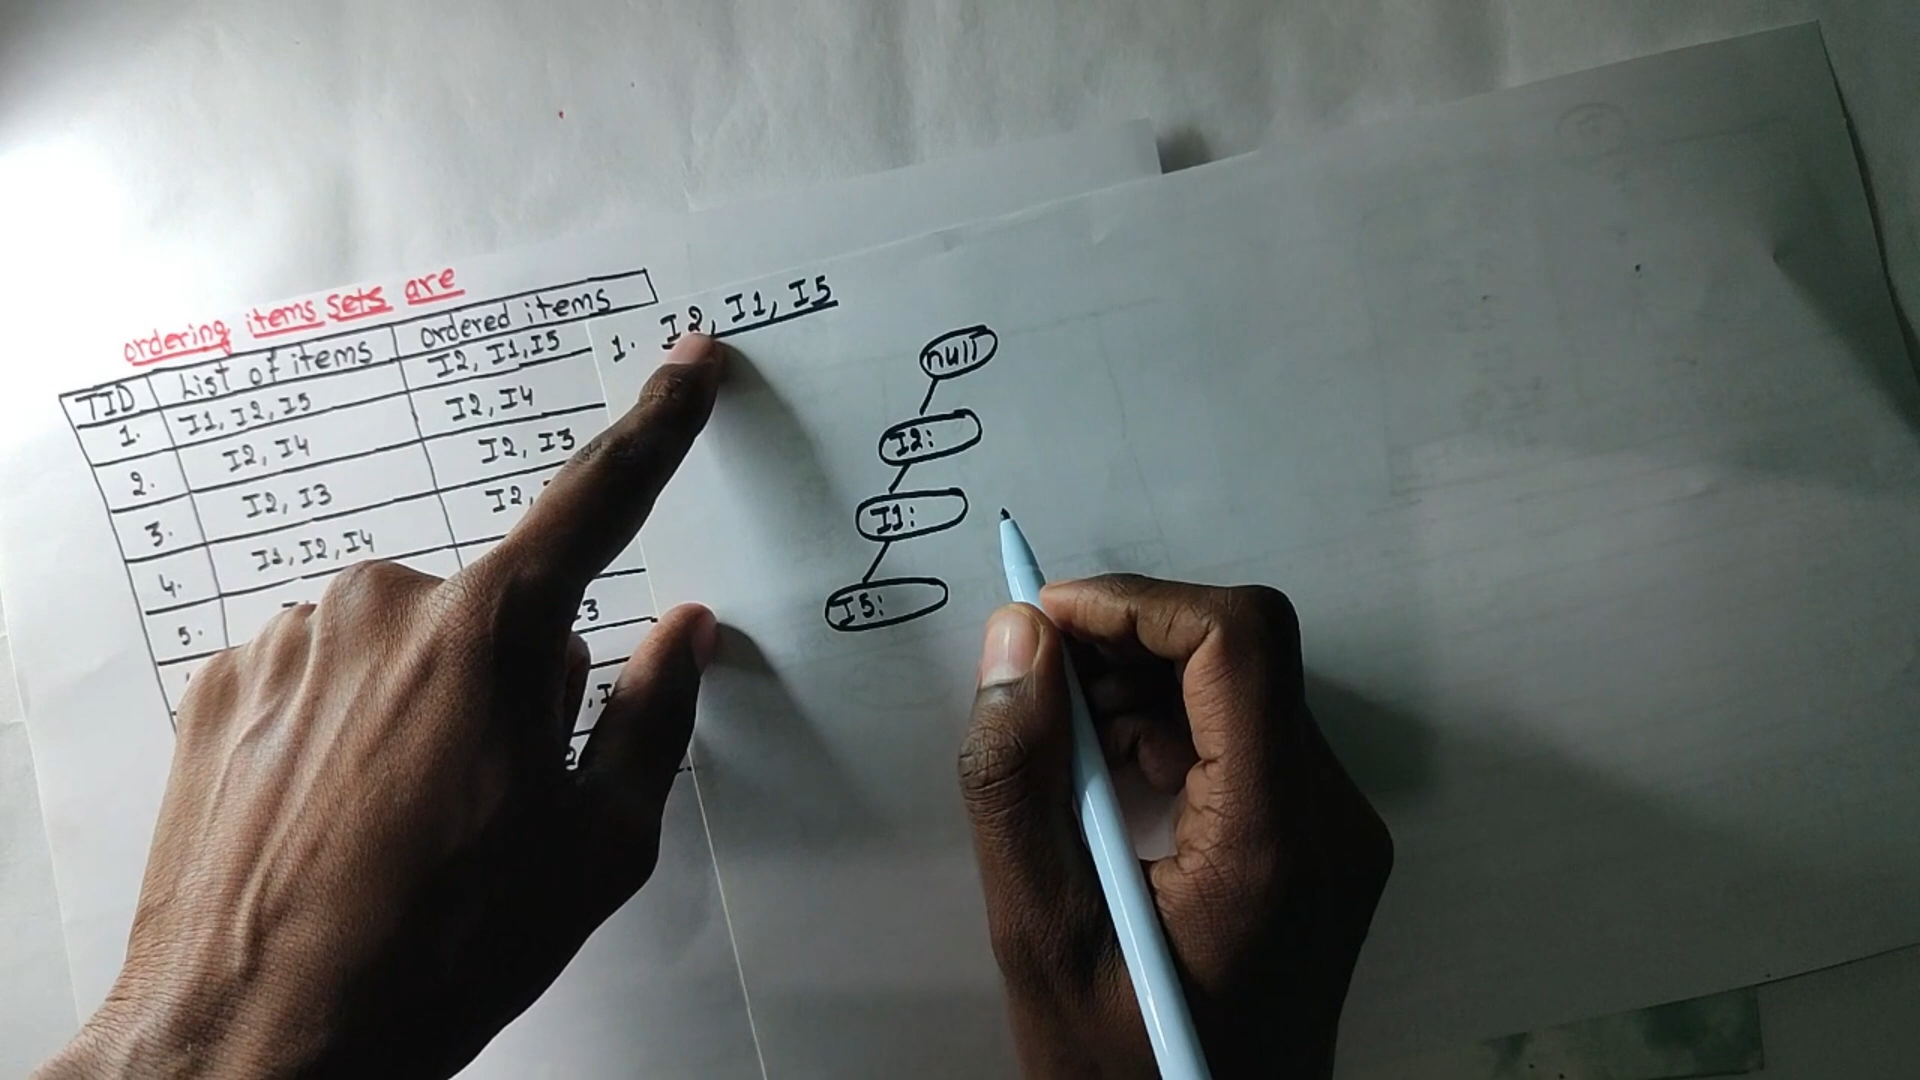 ordering items sets are
TID List of items ordered items
1. I1, I2, I5 I2, I1, I5
2. I2, I4 I2, I4
3. I2, I3 I2, I3
4. I1, I2, I4 I2,
5.
1. I2, I1, I5
null
I2:
I1:
I5: